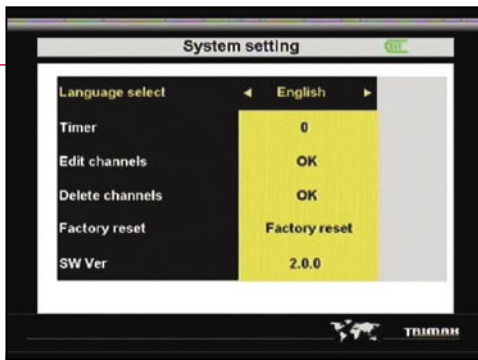 System setting
Language select ◄ English ►
Timer 0
Edit channels OK
Delete channels OK
Factory reset Factory reset
SW Ver 2.0.0
TRIMAX